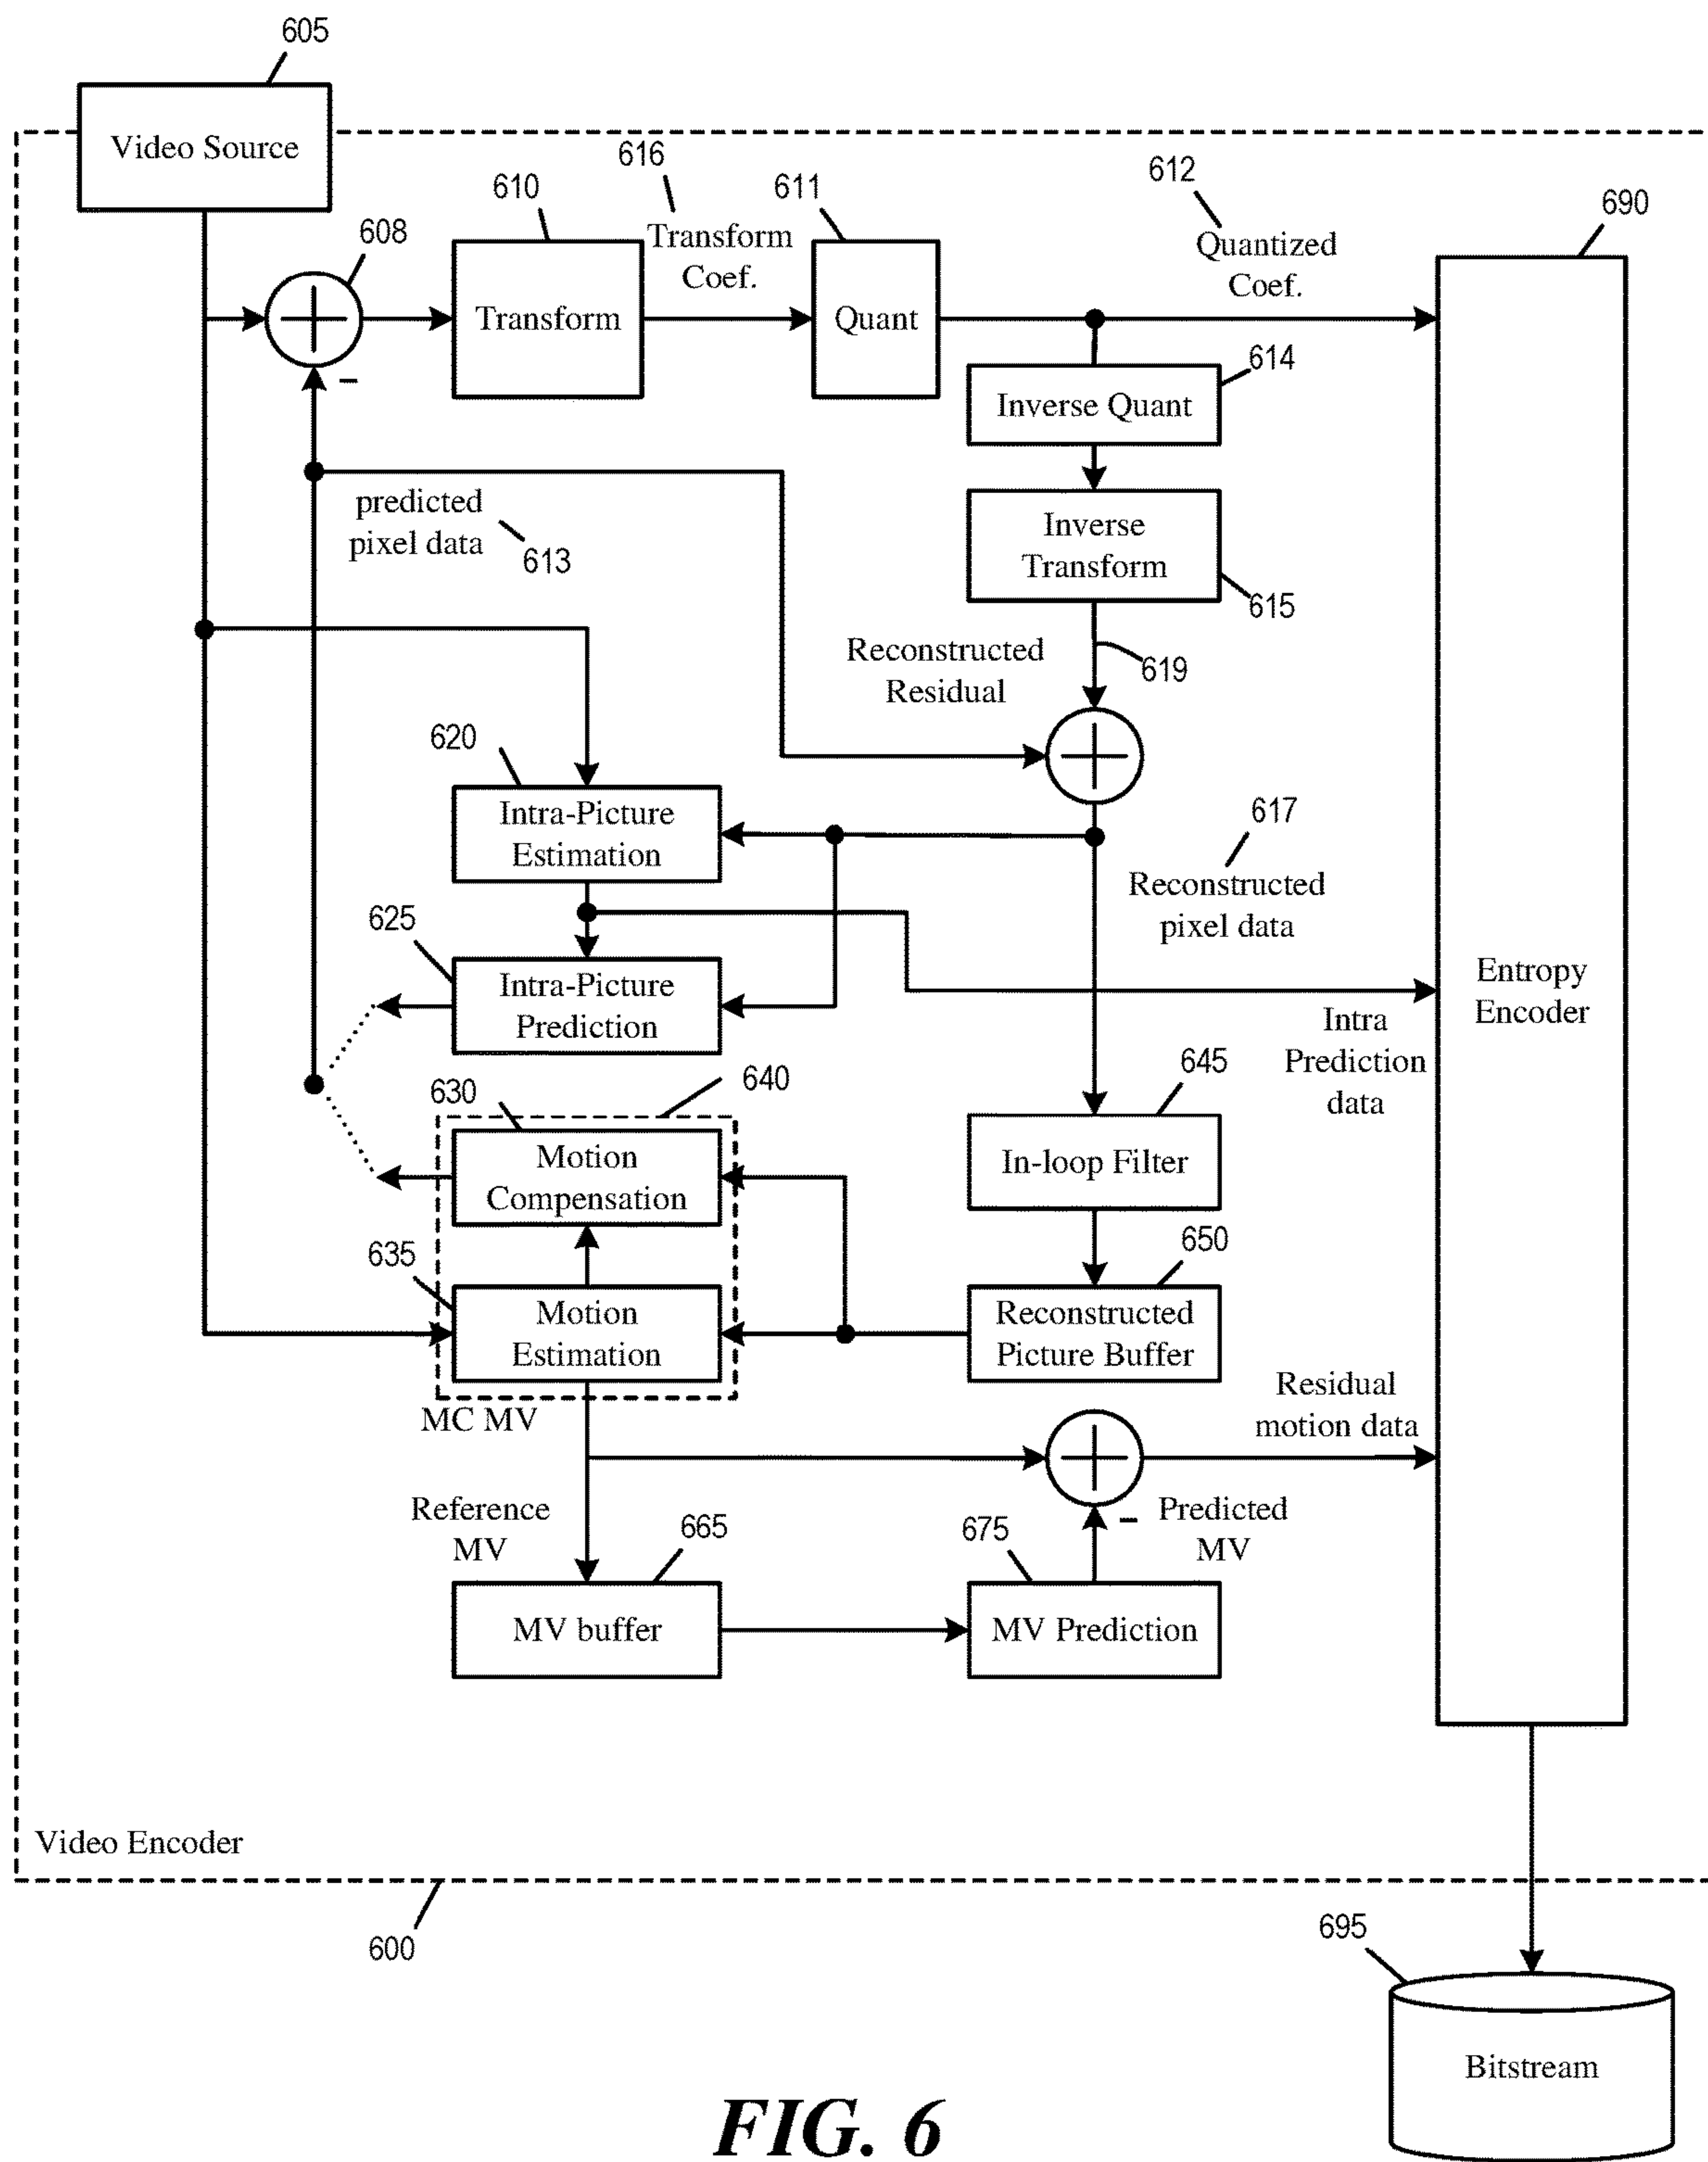 605
Video Source
616
610
611
612
690
608
Transform
Coef.
Quantized
Coef.
Transform
Quant
614
Inverse Quant
predicted
pixel data
613
Inverse
Transform
615
Reconstructed
Residual
619
620
Intra-Picture
Estimation
617
Reconstructed
pixel data
625
Intra-Picture
Prediction
Entropy
Encoder
Intra
Prediction
data
630
640
645
Motion
Compensation
In-loop Filter
635
650
Motion
Estimation
Reconstructed
Picture Buffer
Residual
motion data
MC MV
Reference
MV
665
675
Predicted
MV
MV buffer
MV Prediction
Video Encoder
600
695
Bitstream
FIG. 6